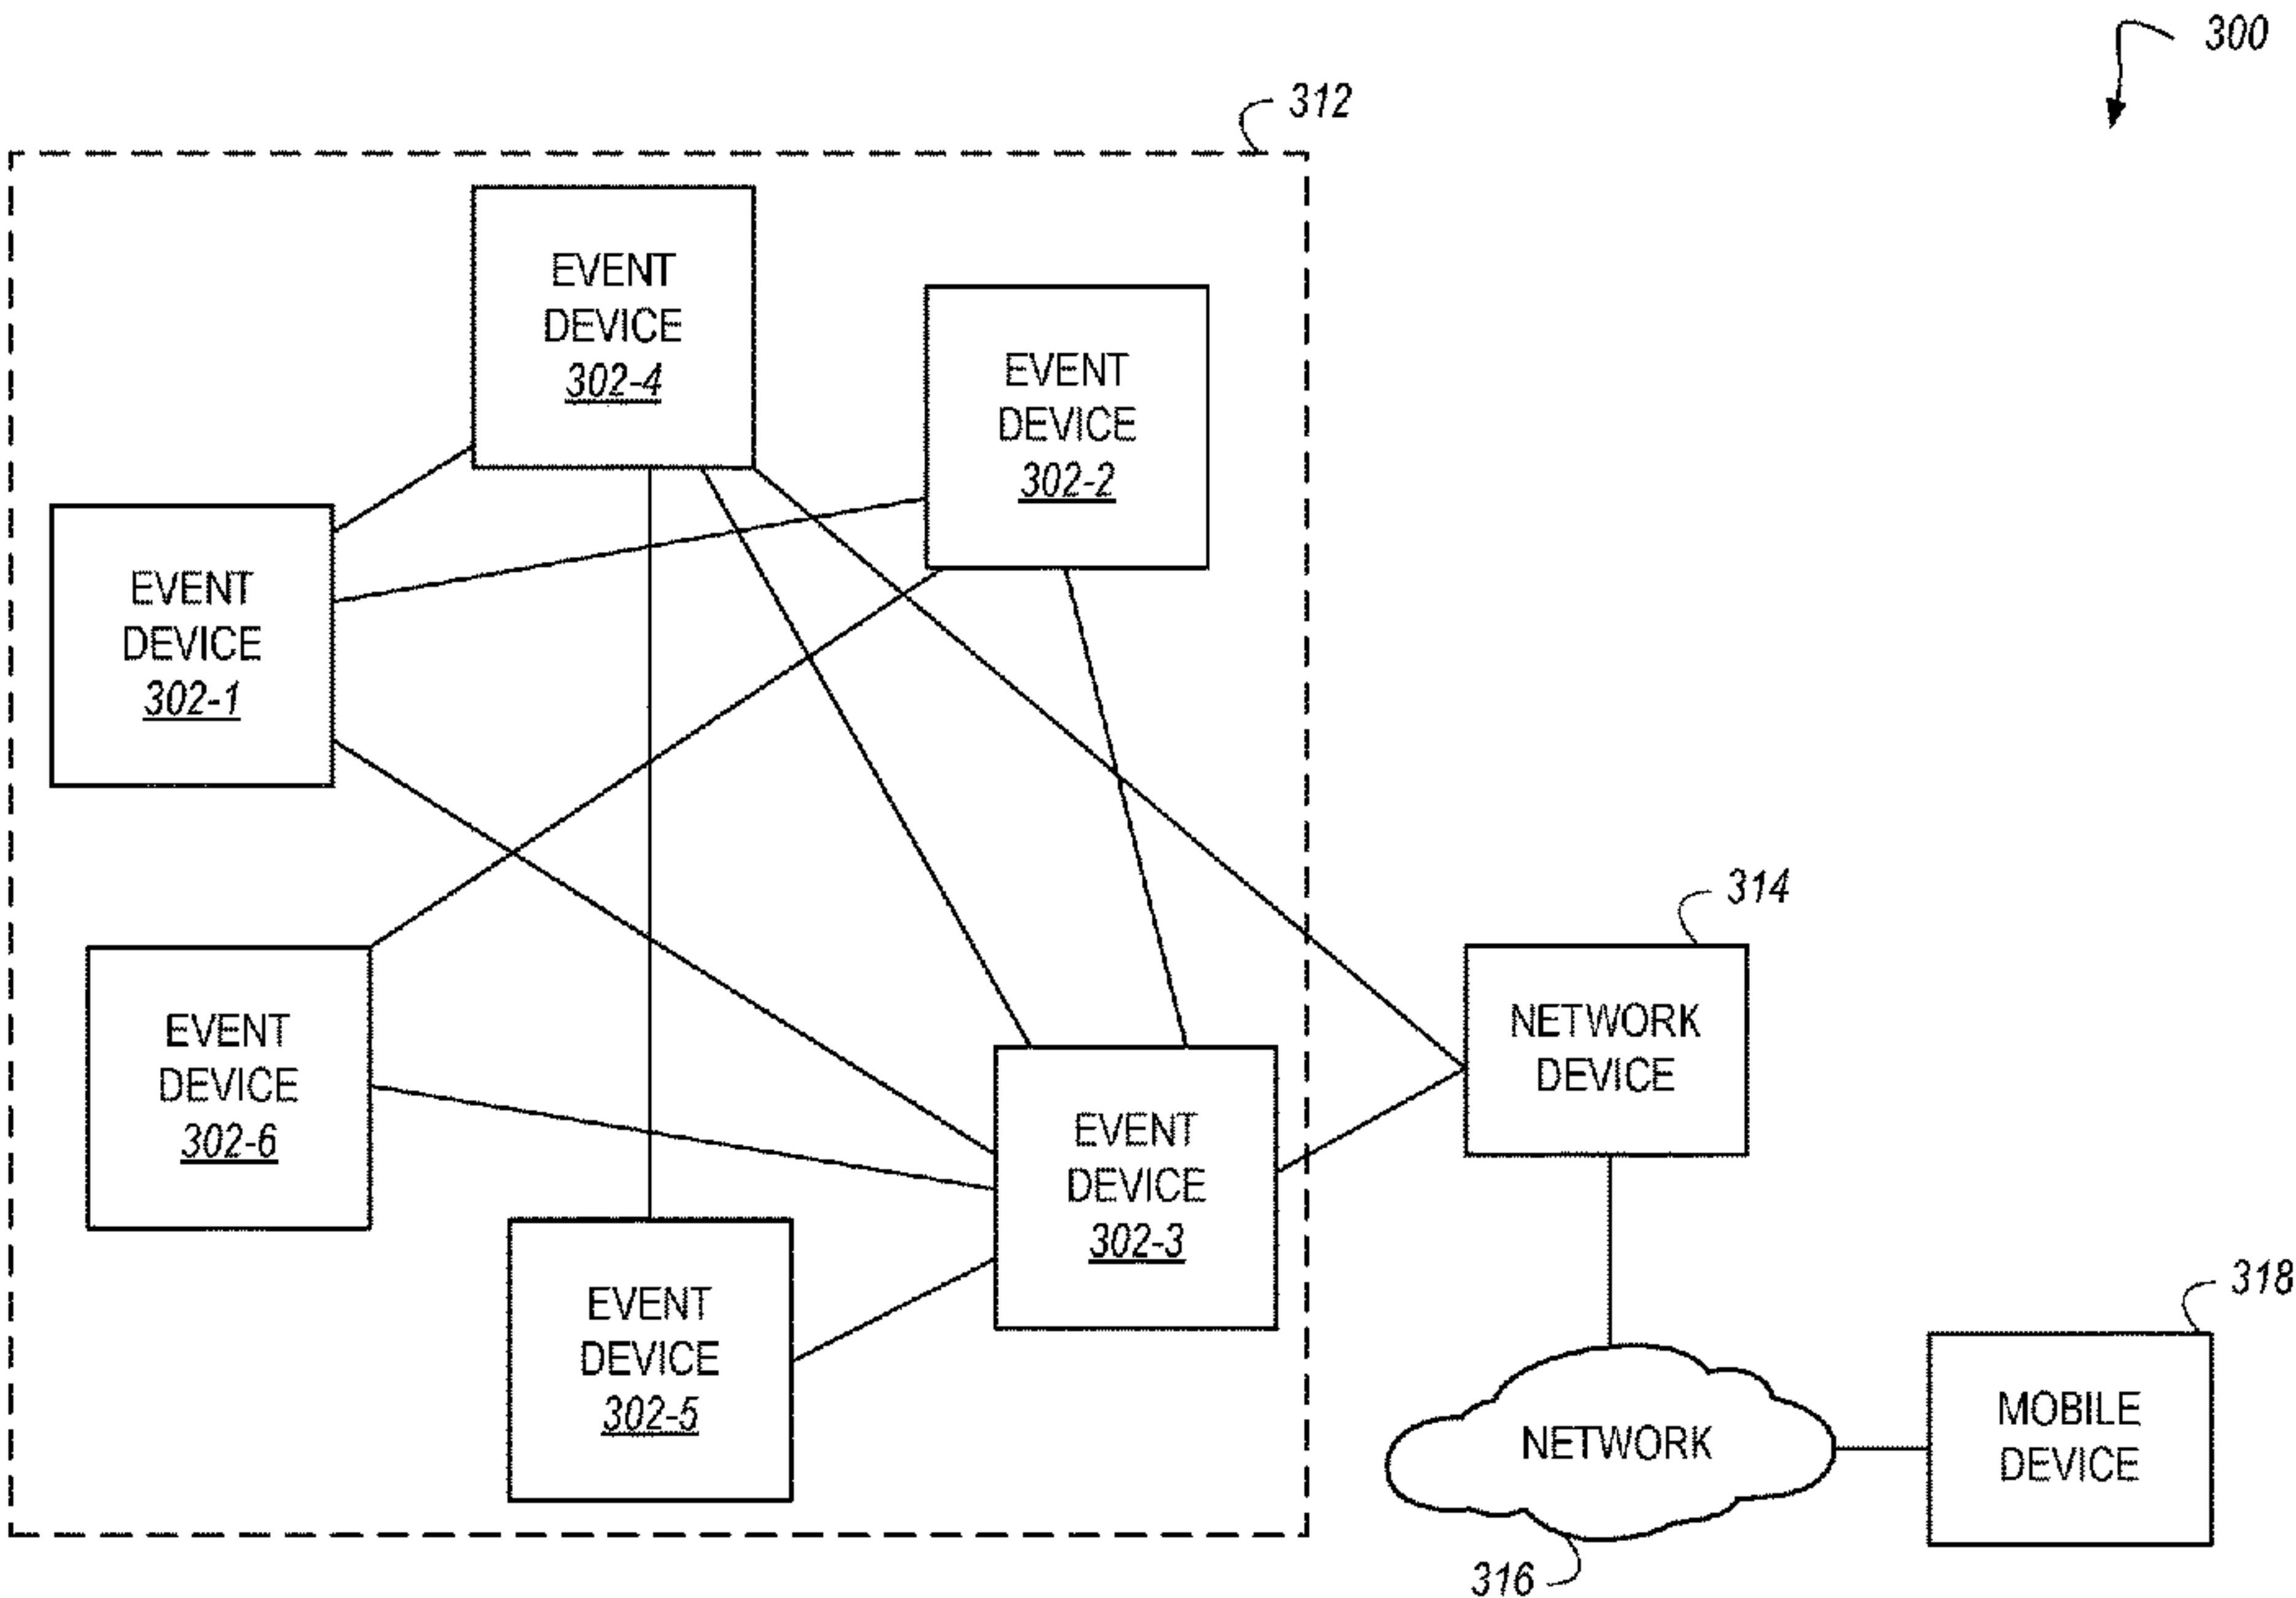 300
312
EVENT
DEVICE
302-4
EVENT
DEVICE
302-2
EVENT
DEVICE
302-1
314
NETWORK
DEVICE
EVENT
DEVICE
302-6
EVENT
DEVICE
302-3
318
EVENT
DEVICE
302-5
NETWORK
MOBILE
DEVICE
316